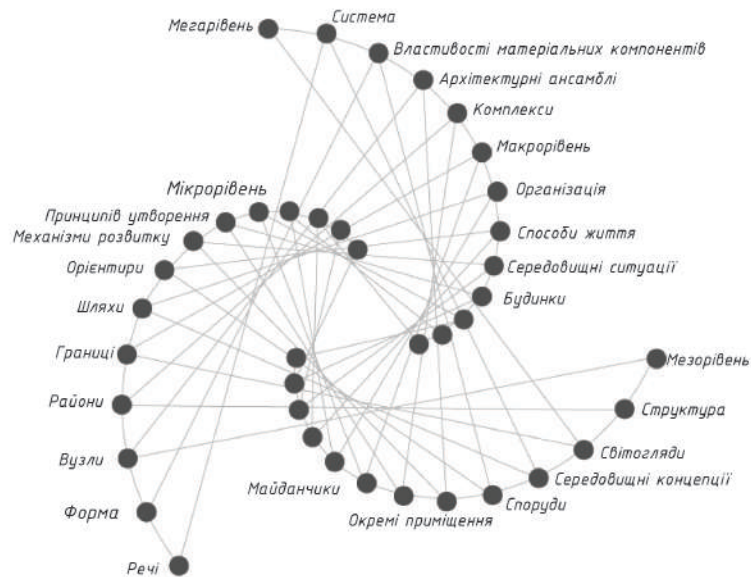 Мегарівень
Система
Властивості матеріальних компонентів
Архітектурні ансамблі
Комплекси
Макрорівень
Організація
Способи життя
Середовищні ситуації
Будинки
Мікрорівень
Принципів утворення
Механізми розвитку
Орієнтири
Шляхи
Границі
Райони
Вузли
Форма
Речі
Мезорівень
Структура
Світогляди
Середовищні концепції
Споруди
Окремі приміщення
Майданчики